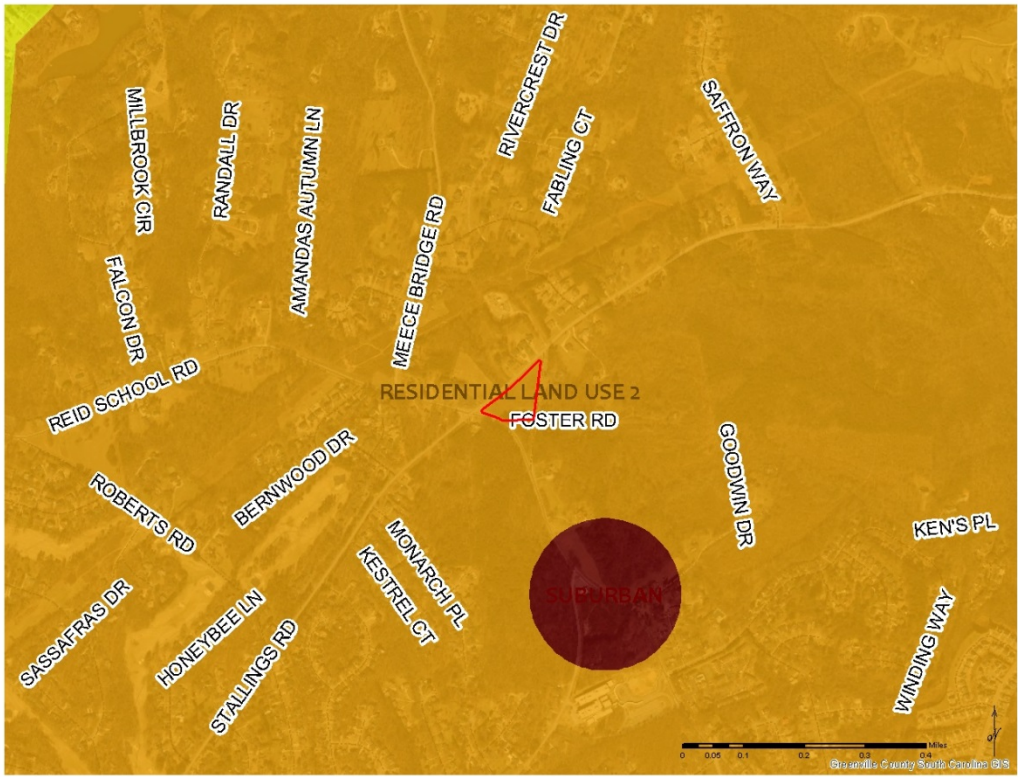 RIVERCREST DR
MILLBROOK CIR
RANDALL DR
AMANDAS AUTUMN LN
FABLING CT
SAFFRON WAY
MEECE BRIDGE RD
FALCON DR
REID SCHOOL RD
RESIDENTIAL LAND USE 2
FOSTER RD
GOODWIN DR
BERNWOOD DR
ROBERTS RD
KEN'S PL
MONARCH PL
KESTREL CT
SUBURBAN
SASSAFRAS DR
HONEYBEE LN
STALLINGS RD
WINDING WAY
Miles
0 0.05 0.1 0.2 0.3 0.4
Greenville County South Carolina GIS